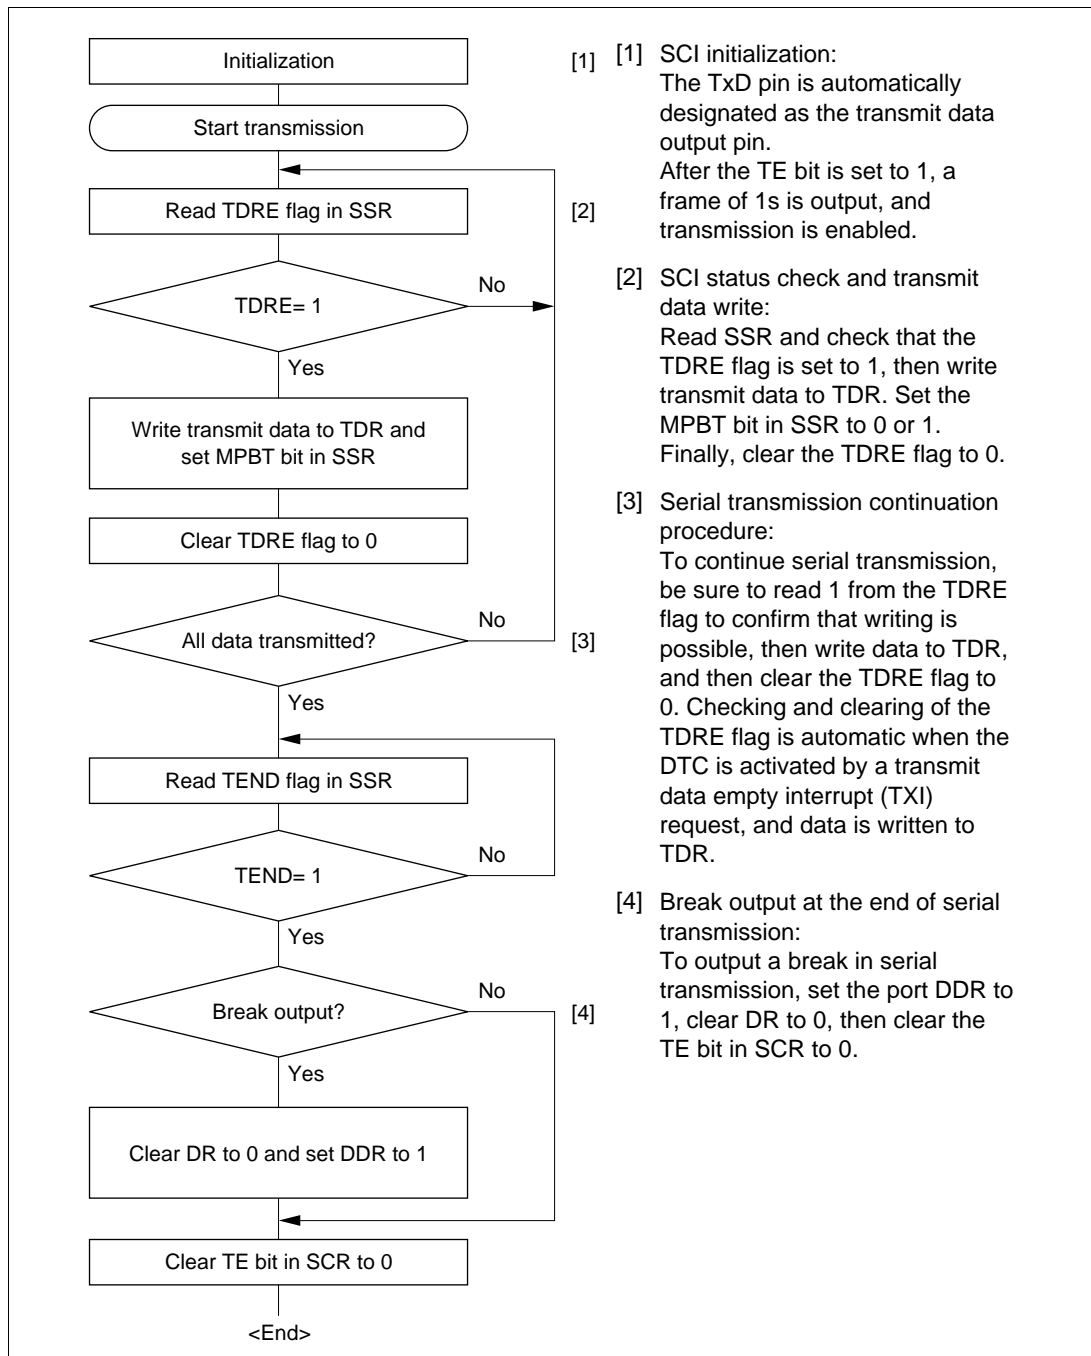 Initialization
[1]
Start transmission
Read TDRE flag in SSR
[2]
No
TDRE= 1
Yes
Write transmit data to TDR and
set MPBT bit in SSR
Clear TDRE flag to 0
No
All data transmitted?
[3]
Yes
Read TEND flag in SSR
No
TEND= 1
Yes
No
Break output?
[4]
Yes
Clear DR to 0 and set DDR to 1
Clear TE bit in SCR to 0
<End>
[1] SCI initialization:
The TxD pin is automatically
designated as the transmit data
output pin.
After the TE bit is set to 1, a
frame of 1s is output, and
transmission is enabled.
[2] SCI status check and transmit
data write:
Read SSR and check that the
TDRE flag is set to 1, then write
transmit data to TDR. Set the
MPBT bit in SSR to 0 or 1.
Finally, clear the TDRE flag to 0.
[3] Serial transmission continuation
procedure:
To continue serial transmission,
be sure to read 1 from the TDRE
flag to confirm that writing is
possible, then write data to TDR,
and then clear the TDRE flag to
0. Checking and clearing of the
TDRE flag is automatic when the
DTC is activated by a transmit
data empty interrupt (TXI)
request, and data is written to
TDR.
[4] Break output at the end of serial
transmission:
To output a break in serial
transmission, set the port DDR to
1, clear DR to 0, then clear the
TE bit in SCR to 0.